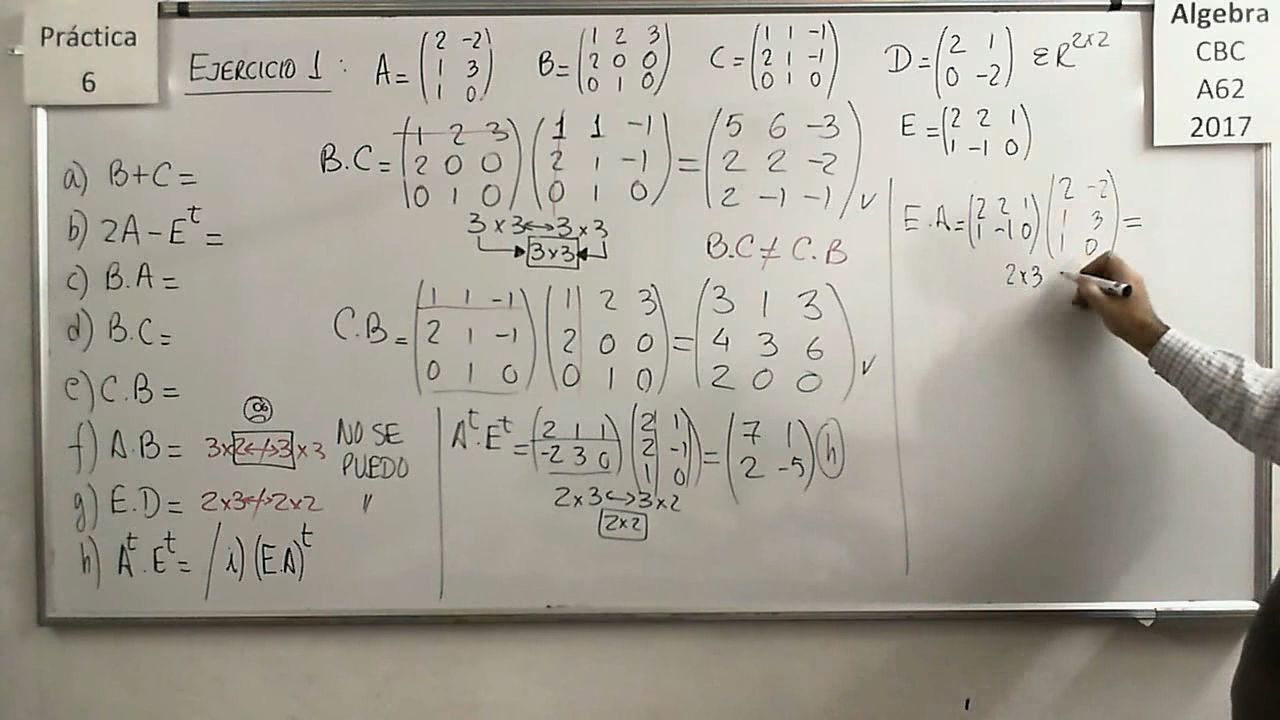 Práctica
6
Algebra
CBC
A62
2017
EJERCICIO 1 : A = (2 -2 / 1 3 / 1 0) B = (1 2 3 / 2 0 0 / 0 1 0) C = (1 1 -1 / 2 1 -1 / 0 1 0) D = (2 1 / 0 -2) ε R^2x2
E = (2 2 1 / 1 -1 0)
a) B+C =
b) 2A - E^t =
c) B.A =
d) B.C =
e) C.B =
f) A.B = 3x2<-/->3x3 NO SE PUEDO
g) E.D = 2x3<-/->2x2 "
h) A^t . E^t = / i) (E.A)^t
B.C = (1 2 3 / 2 0 0 / 0 1 0) (1 1 -1 / 2 1 -1 / 0 1 0) = (5 6 -3 / 2 2 -2 / 2 -1 -1) ✓
3x3<->3x3
3x3
B.C ≠ C.B
C.B = (1 1 -1 / 2 1 -1 / 0 1 0) (1 2 3 / 2 0 0 / 0 1 0) = (3 1 3 / 4 3 6 / 2 0 0) ✓
A^t . E^t = (2 1 1 / -2 3 0) (2 1 / 2 -1 / 1 0) = (7 1 / 2 -5) h
2x3<->3x2
2x2
E.A = (2 2 1 / 1 -1 0) (2 -2 / 1 3 / 1 0) =
2x3